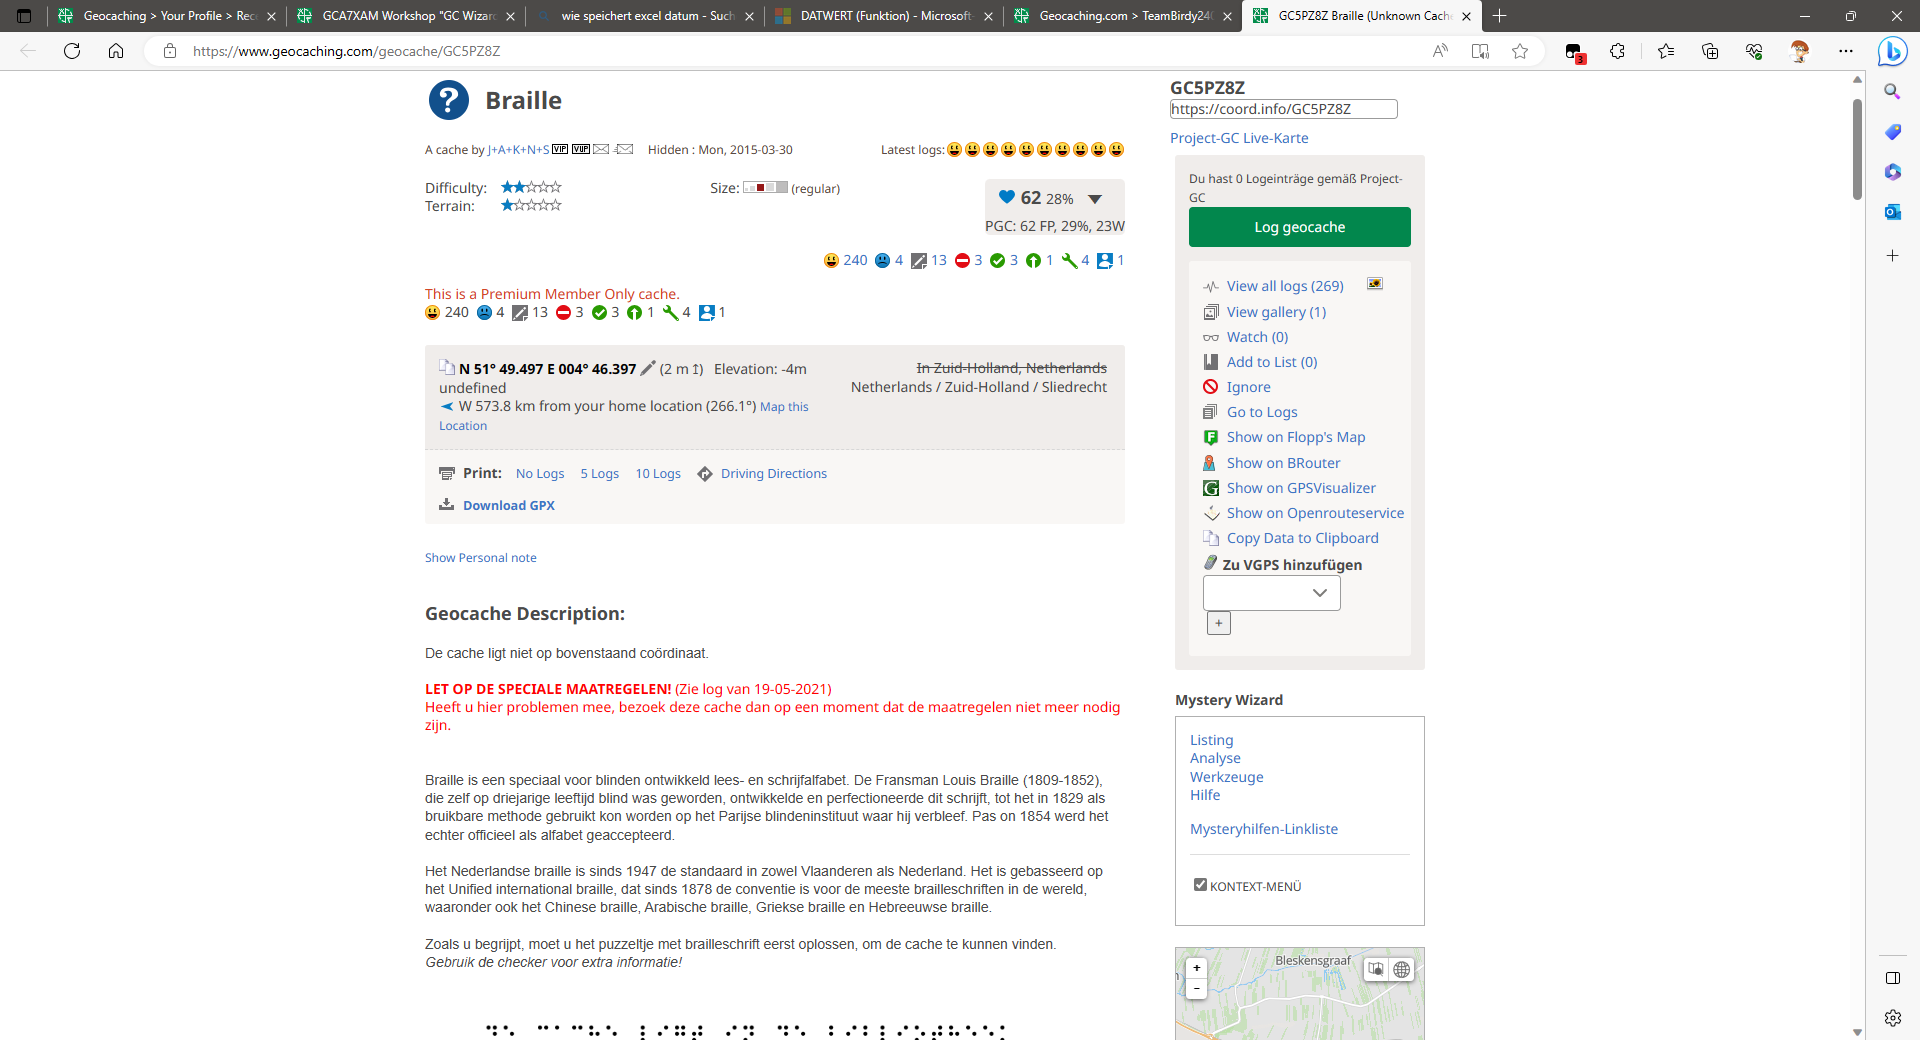 Geocaching > Your Profile > Rec
GCA7XAM Workshop "GC Wizar
wie speichert excel datum - Such
DATWERT (Funktion) - Microsoft-
Geocaching.com > TeamBirdy24
GC5PZ8Z Braille (Unknown Cach
https://www.geocaching.com/geocache/GC5PZ8Z
3
Braille
A cache by J+A+K+N+S VIP VUP Hidden : Mon, 2015-03-30 Latest logs:
Difficulty:
Size: (regular)
Terrain:
62 28%
PGC: 62 FP, 29%, 23W
240 4 13 3 3 1 4 1
This is a Premium Member Only cache.
240 4 13 3 3 1 4 1
N 51° 49.497 E 004° 46.397 (2 m ↥) Elevation: -4m
undefined
W 573.8 km from your home location (266.1°) Map this
Location
In Zuid-Holland, Netherlands
Netherlands / Zuid-Holland / Sliedrecht
Print: No Logs 5 Logs 10 Logs Driving Directions
Download GPX
Show Personal note
Geocache Description:
De cache ligt niet op bovenstaand coördinaat.
LET OP DE SPECIALE MAATREGELEN! (Zie log van 19-05-2021)
Heeft u hier problemen mee, bezoek deze cache dan op een moment dat de maatregelen niet meer nodig
zijn.
Braille is een speciaal voor blinden ontwikkeld lees- en schrijfalfabet. De Fransman Louis Braille (1809-1852),
die zelf op driejarige leeftijd blind was geworden, ontwikkelde en perfectioneerde dit schrift, tot het in 1829 als
bruikbare methode gebruikt kon worden op het Parijse blindeninstituut waar hij verbleef. Pas on 1854 werd het
echter officieel als alfabet geaccepteerd.
Het Nederlandse braille is sinds 1947 de standaard in zowel Vlaanderen als Nederland. Het is gebasseerd op
het Unified international braille, dat sinds 1878 de conventie is voor de meeste brailleschriften in de wereld,
waaronder ook het Chinese braille, Arabische braille, Griekse braille en Hebreeuwse braille.
Zoals u begrijpt, moet u het puzzeltje met brailleschrift eerst oplossen, om de cache te kunnen vinden.
Gebruik de checker voor extra informatie!
GC5PZ8Z
https://coord.info/GC5PZ8Z
Project-GC Live-Karte
Du hast 0 Logeinträge gemäß Project-
GC
Log geocache
View all logs (269)
View gallery (1)
Watch (0)
Add to List (0)
Ignore
Go to Logs
Show on Flopp's Map
Show on BRouter
Show on GPSVisualizer
Show on Openrouteservice
Copy Data to Clipboard
Zu VGPS hinzufügen
+
Mystery Wizard
Listing
Analyse
Werkzeuge
Hilfe
Mysteryhilfen-Linkliste
KONTEXT-MENÜ
+
-
Bleskensgraaf